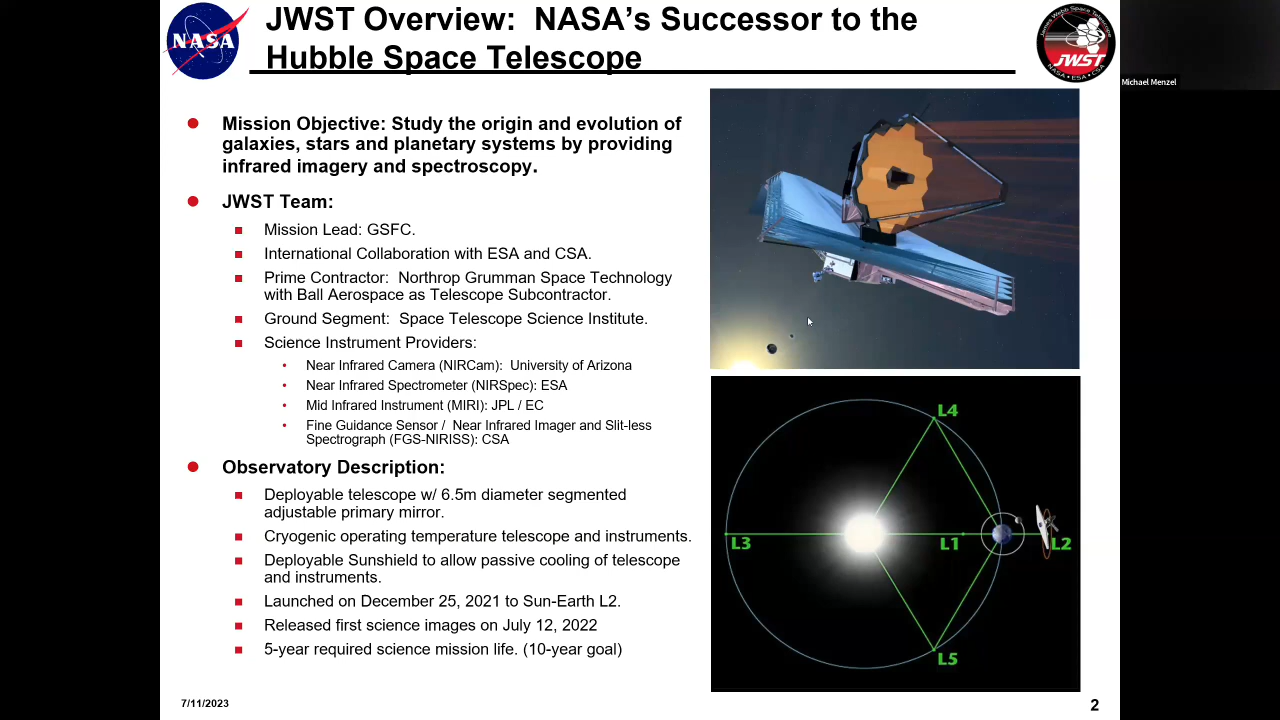 JWST Overview:  NASA's Successor to the
Hubble Space Telescope
NASA
James Webb Space Telescope
JWST
NASA • ESA • CSA
Michael Menzel
Mission Objective: Study the origin and evolution of
galaxies, stars and planetary systems by providing
infrared imagery and spectroscopy.
JWST Team:
Mission Lead: GSFC.
International Collaboration with ESA and CSA.
Prime Contractor:  Northrop Grumman Space Technology
with Ball Aerospace as Telescope Subcontractor.
Ground Segment:  Space Telescope Science Institute.
Science Instrument Providers:
Near Infrared Camera (NIRCam):  University of Arizona
Near Infrared Spectrometer (NIRSpec): ESA
Mid Infrared Instrument (MIRI): JPL / EC
Fine Guidance Sensor /  Near Infrared Imager and Slit-less
Spectrograph (FGS-NIRISS): CSA
Observatory Description:
Deployable telescope w/ 6.5m diameter segmented
adjustable primary mirror.
Cryogenic operating temperature telescope and instruments.
Deployable Sunshield to allow passive cooling of telescope
and instruments.
Launched on December 25, 2021 to Sun-Earth L2.
Released first science images on July 12, 2022
5-year required science mission life. (10-year goal)
L4
L3
L1
L2
L5
7/11/2023
2